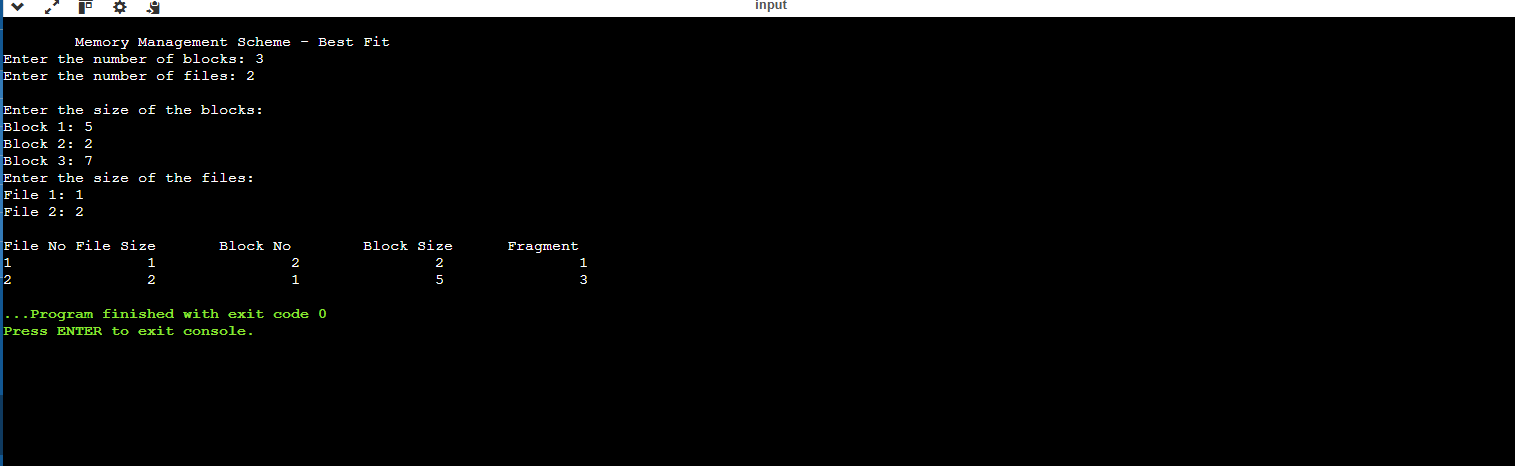 input
Memory Management Scheme - Best Fit
Enter the number of blocks: 3
Enter the number of files: 2
Enter the size of the blocks:
Block 1: 5
Block 2: 2
Block 3: 7
Enter the size of the files:
File 1: 1
File 2: 2
File No File Size Block No Block Size Fragment
1 1 2 2 1
2 2 1 5 3
...Program finished with exit code 0
Press ENTER to exit console.